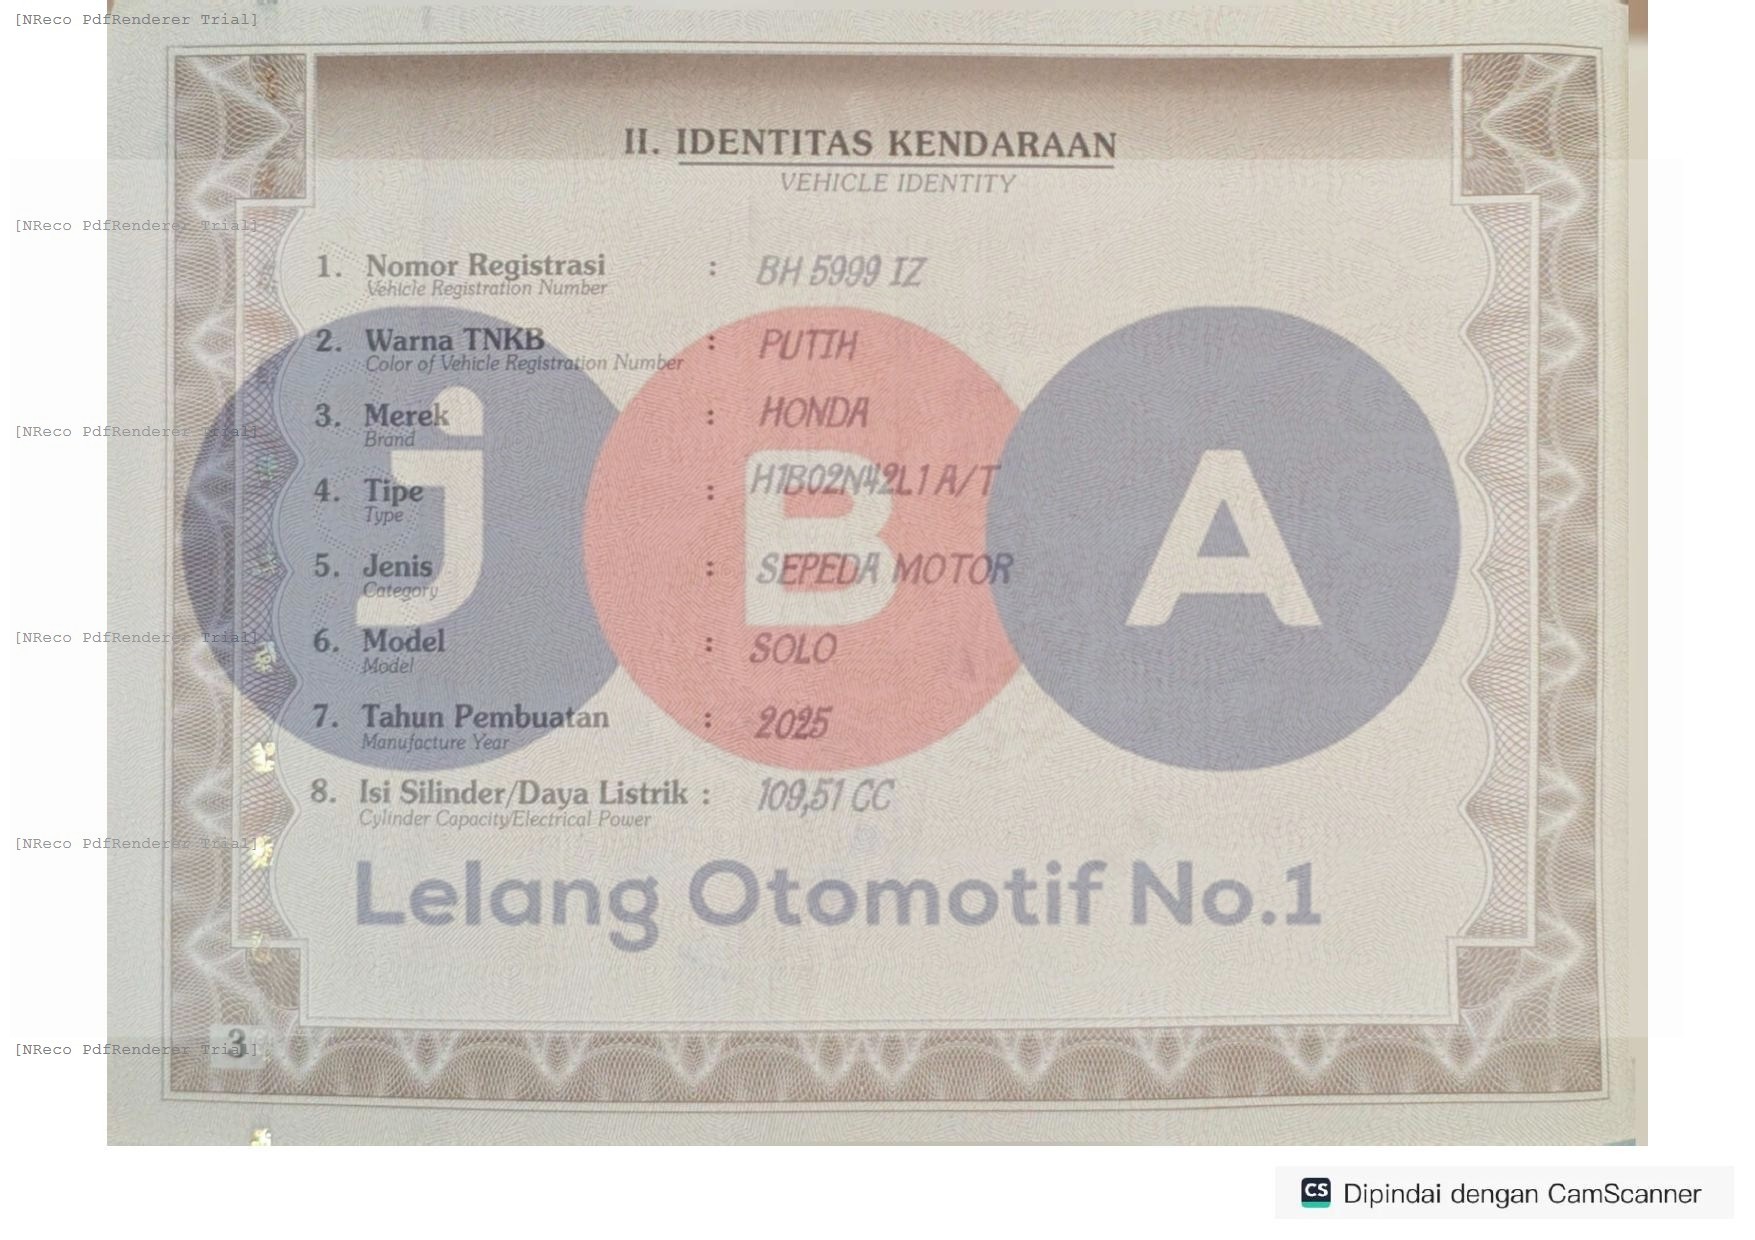 [NReco PdfRenderer Trial]
II. IDENTITAS KENDARAAN
VEHICLE IDENTITY
[NReco PdfRenderer Trial]
1. Nomor Registrasi : BH 5999 IZ
Vehicle Registration Number
2. Warna TNKB : PUTIH
Color of Vehicle Registration Number
3. Merek : HONDA
[NReco PdfRenderer Trial]
Brand
4. Tipe : H1B02N42L1 A/T
Type
j B A
5. Jenis : SEPEDA MOTOR
Category
[NReco PdfRenderer Trial]
6. Model : SOLO
Model
7. Tahun Pembuatan : 2025
Manufacture Year
8. Isi Silinder/Daya Listrik : 109,51 CC
Cylinder Capacity/Electrical Power
[NReco PdfRenderer Trial]
Lelang Otomotif No.1
[NReco PdfRenderer Trial]
3
CS Dipindai dengan CamScanner